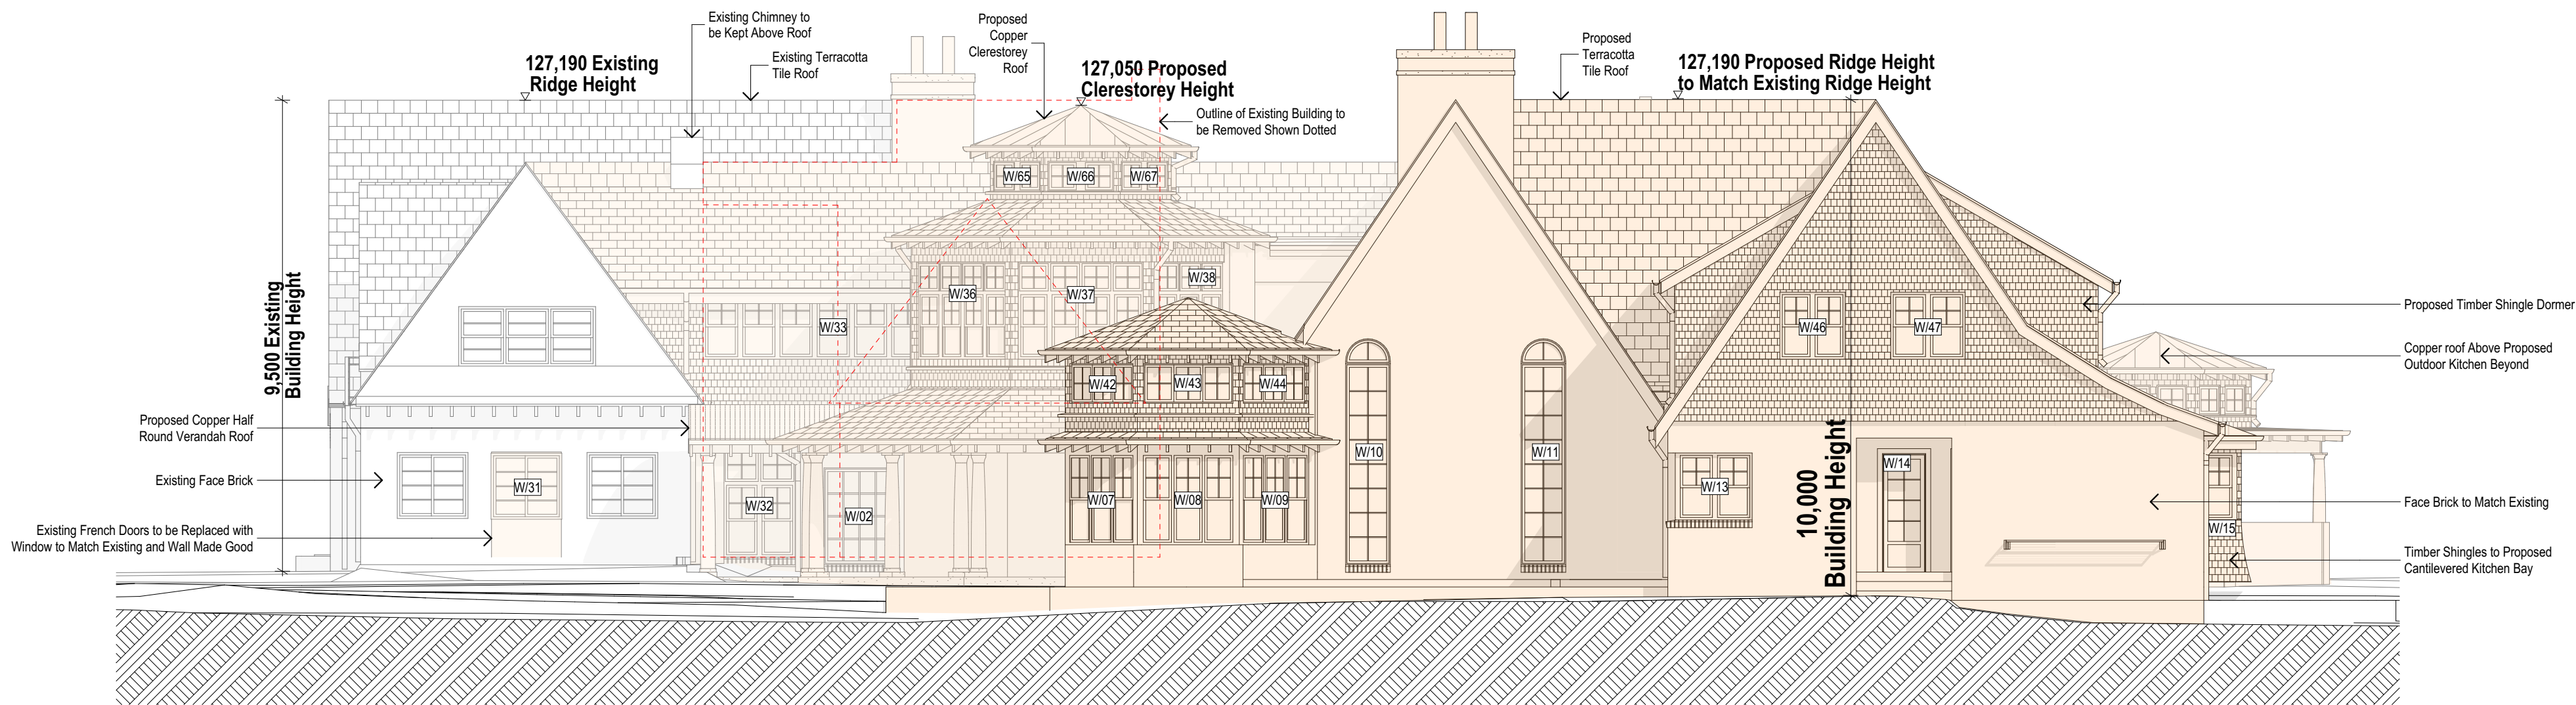 Existing Chimney to
be Kept Above Roof
Existing Terracotta
Tile Roof
127,190 Existing
Ridge Height
Proposed
Copper
Clerestorey
Roof
127,050 Proposed
Clerestorey Height
Outline of Existing Building to
be Removed Shown Dotted
Proposed
Terracotta
Tile Roof
127,190 Proposed Ridge Height
to Match Existing Ridge Height
9,500 Existing
Building Height
10,000
Building Height
Proposed Copper Half
Round Verandah Roof
Existing Face Brick
Existing French Doors to be Replaced with
Window to Match Existing and Wall Made Good
Proposed Timber Shingle Dormer
Copper roof Above Proposed
Outdoor Kitchen Beyond
Face Brick to Match Existing
Timber Shingles to Proposed
Cantilevered Kitchen Bay
W/65
W/66
W/67
W/38
W/36
W/37
W/33
W/46
W/47
W/42
W/43
W/44
W/10
W/11
W/14
W/31
W/13
W/32
W/07
W/08
W/09
W/02
W/15